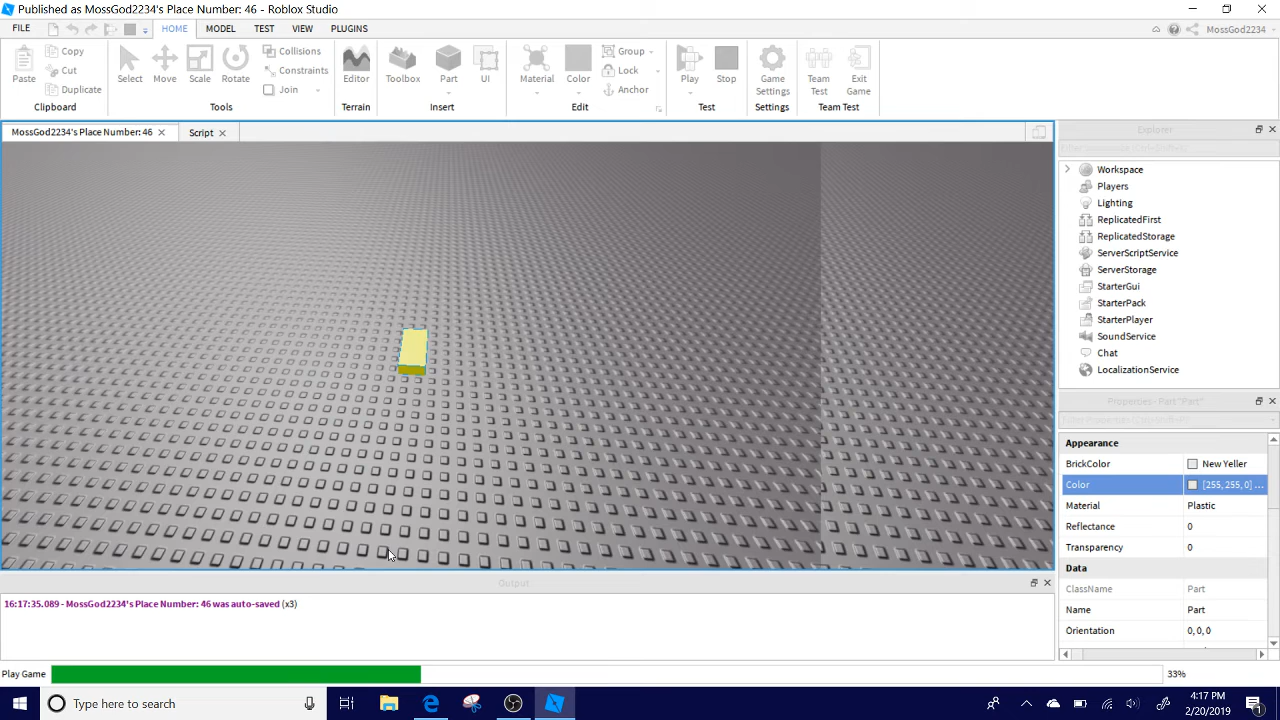 Published as MossGod2234's Place Number: 46 - Roblox Studio
FILE HOME MODEL TEST VIEW PLUGINS MossGod2234
Paste Copy Cut Duplicate Select Move Scale Rotate Collisions Constraints Join Editor Toolbox Part UI Material Color Group Lock Anchor Play Stop Game Settings Team Test Exit Game
Clipboard Tools Terrain Insert Edit Test Settings Team Test
MossGod2234's Place Number: 46 Script
Explorer
Workspace
Players
Lighting
ReplicatedFirst
ReplicatedStorage
ServerScriptService
ServerStorage
StarterGui
StarterPack
StarterPlayer
SoundService
Chat
LocalizationService
Properties - Part "Part"
Appearance
BrickColor New Yeller
Color [255, 255, 0] ...
Material Plastic
Reflectance 0
Transparency 0
Data
ClassName Part
Name Part
Orientation 0, 0, 0
Output
16:17:35.089 - MossGod2234's Place Number: 46 was auto-saved (x3)
Play Game 33%
Type here to search
4:17 PM
2/20/2019